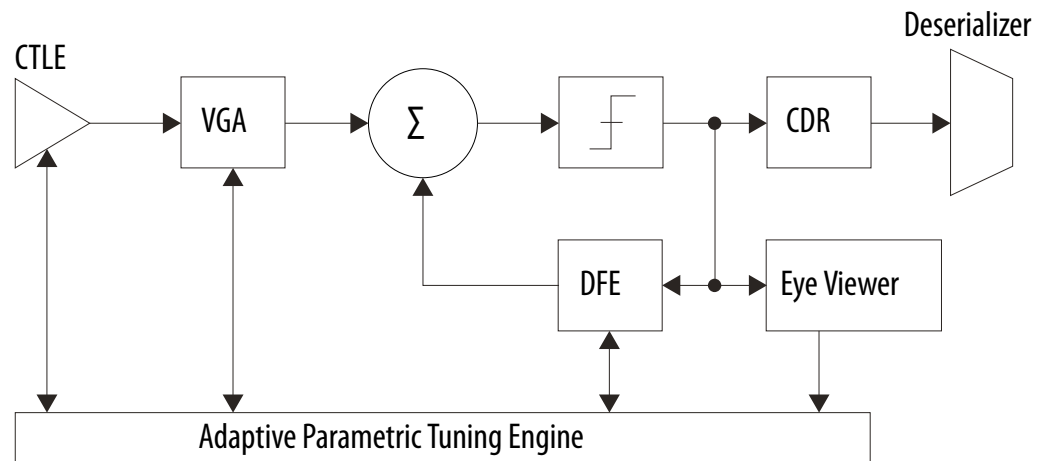 Deserializer
CTLE
VGA
Σ
CDR
DFE
Eye Viewer
Adaptive Parametric Tuning Engine